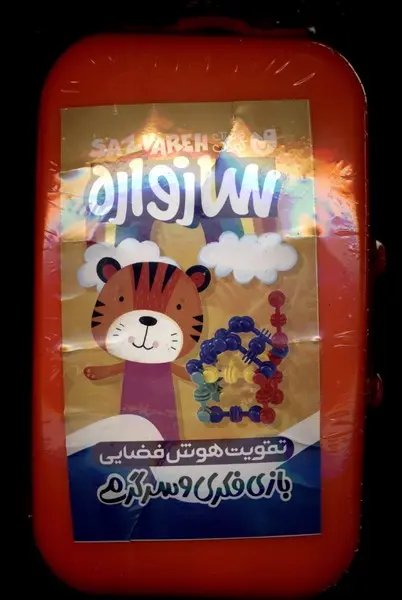 SAZVAREH
سازواره
تقویت هوش فضایی
بازی فکری و سرگرمی